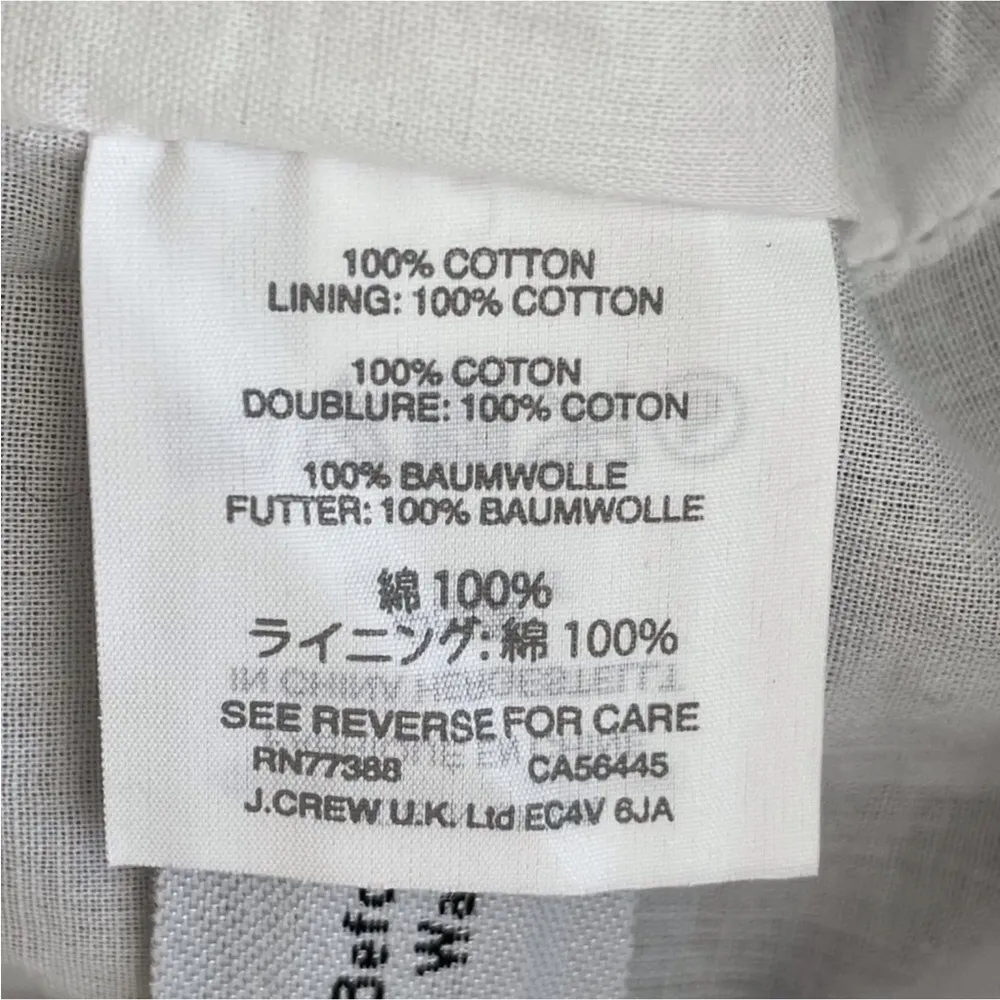 100% COTTON
LINING: 100% COTTON
100% COTON
DOUBLURE: 100% COTON
100% BAUMWOLLE
FUTTER: 100% BAUMWOLLE
綿 100%
ライニング: 綿 100%
SEE REVERSE FOR CARE
RN77388 CA56445
J.CREW U.K. Ltd EC4V 6JA